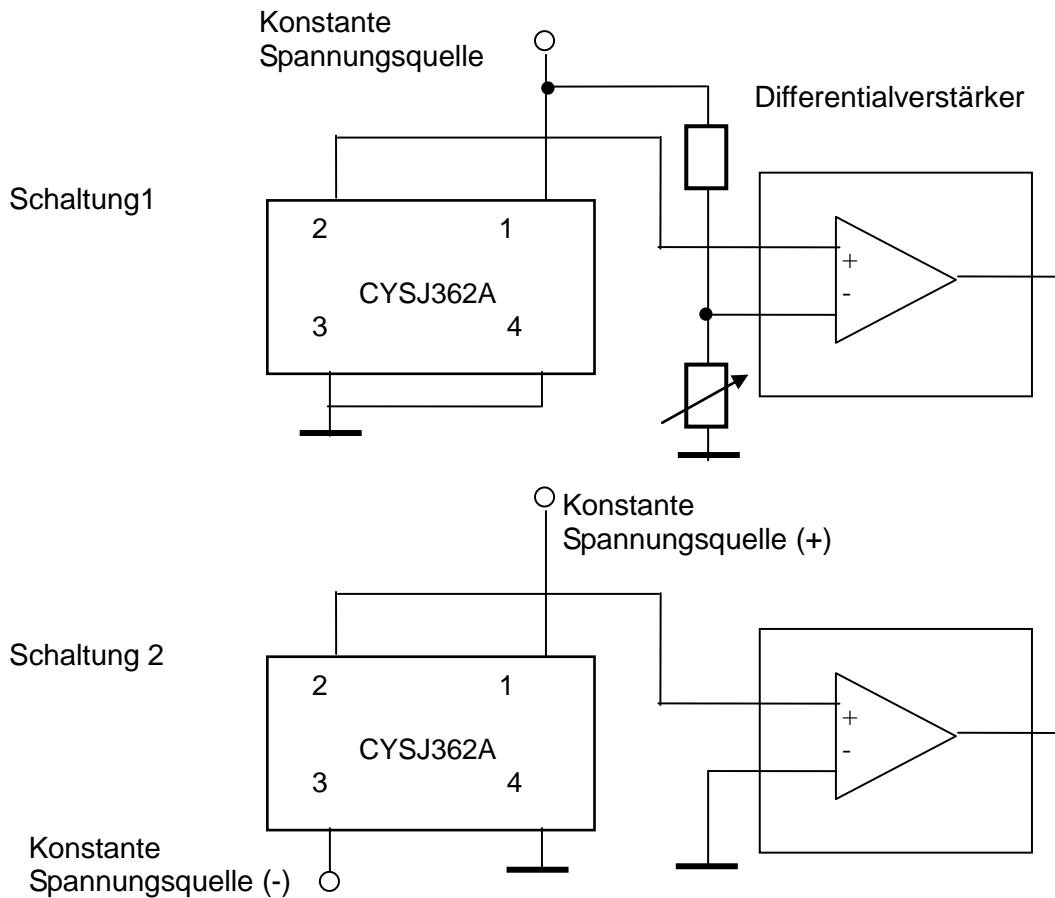 Konstante
Spannungsquelle
Differentialverstärker
Schaltung1
2 1
CYSJ362A
3 4
+
-
Konstante
Spannungsquelle (+)
Schaltung 2
2 1
CYSJ362A
3 4
+
-
Konstante
Spannungsquelle (-)